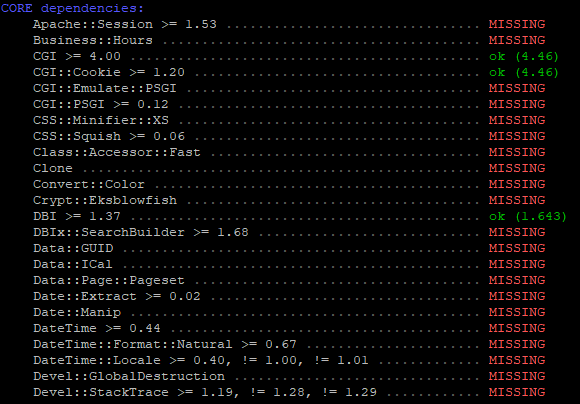 CORE dependencies:
Apache::Session >= 1.53 ................................ MISSING
Business::Hours ........................................ MISSING
CGI >= 4.00 ............................................ ok (4.46)
CGI::Cookie >= 1.20 .................................... ok (4.46)
CGI::Emulate::PSGI ..................................... MISSING
CGI::PSGI >= 0.12 ...................................... MISSING
CSS::Minifier::XS ...................................... MISSING
CSS::Squish >= 0.06 .................................... MISSING
Class::Accessor::Fast .................................. MISSING
Clone .................................................. MISSING
Convert::Color ......................................... MISSING
Crypt::Eksblowfish ..................................... MISSING
DBI >= 1.37 ............................................ ok (1.643)
DBIx::SearchBuilder >= 1.68 ............................ MISSING
Data::GUID ............................................. MISSING
Data::ICal ............................................. MISSING
Data::Page::Pageset .................................... MISSING
Date::Extract >= 0.02 .................................. MISSING
Date::Manip ............................................ MISSING
DateTime >= 0.44 ....................................... MISSING
DateTime::Format::Natural >= 0.67 ...................... MISSING
DateTime::Locale >= 0.40, != 1.00, != 1.01 ............. MISSING
Devel::GlobalDestruction ............................... MISSING
Devel::StackTrace >= 1.19, != 1.28, != 1.29 ............ MISSING